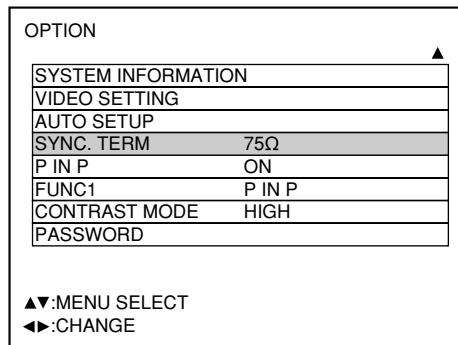 OPTION
▲
SYSTEM INFORMATION
VIDEO SETTING
AUTO SETUP
SYNC. TERM 75Ω
P IN P ON
FUNC1 P IN P
CONTRAST MODE HIGH
PASSWORD
▲▼:MENU SELECT
◀▶:CHANGE